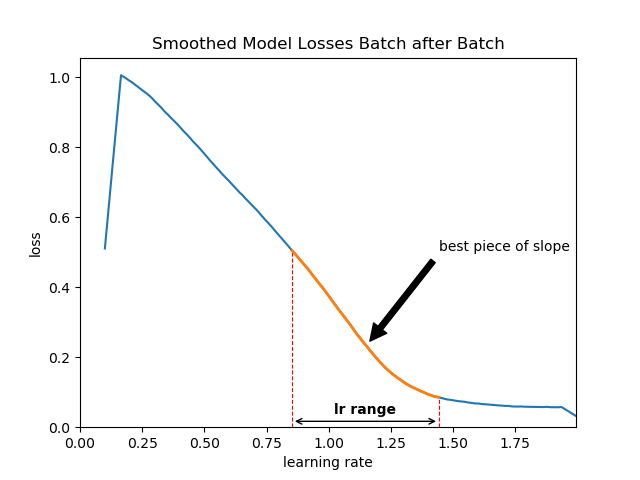 Smoothed Model Losses Batch after Batch
1.0
0.8
0.6
0.4
0.2
0.0
loss
best piece of slope
lr range
0.00 0.25 0.50 0.75 1.00 1.25 1.50 1.75
learning rate